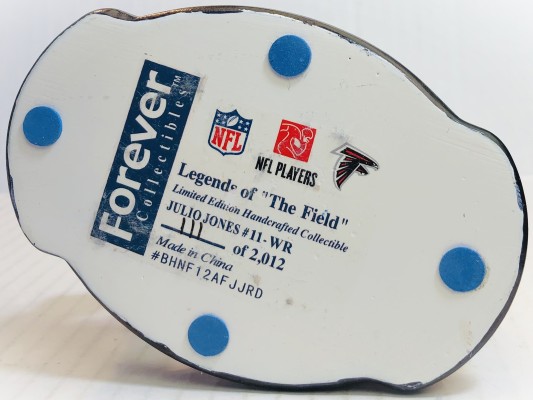 Forever
Collectibles™
NFL
NFL PLAYERS
Legends of "The Field"
Limited Edition Handcrafted Collectible
JULIO JONES #11-WR
111 of 2,012
Made in China
#BHNF12AFJJRD